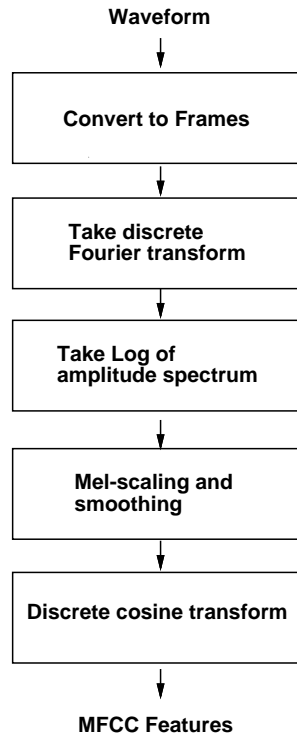 Waveform
Convert to Frames
Take discrete
Fourier transform
Take Log of
amplitude spectrum
Mel-scaling and
smoothing
Discrete cosine transform
MFCC Features